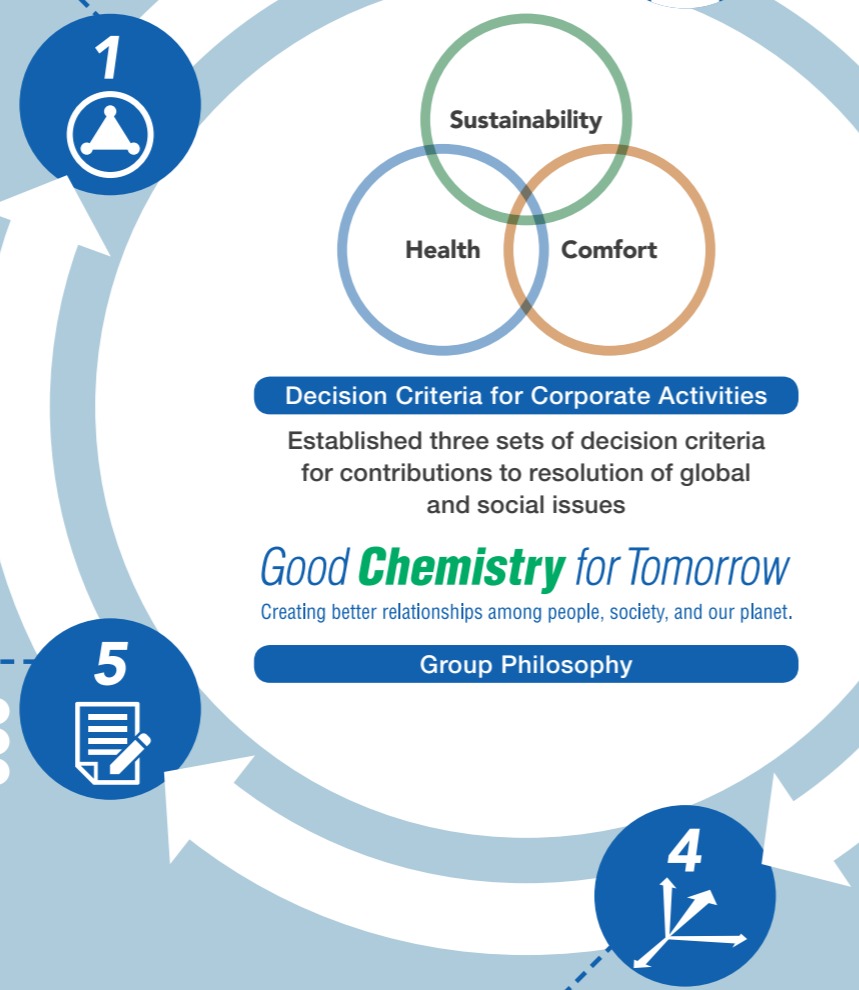 1
Sustainability
Health
Comfort
Decision Criteria for Corporate Activities
Established three sets of decision criteria
for contributions to resolution of global
and social issues
Good Chemistry for Tomorrow
Creating better relationships among people, society, and our planet.
Group Philosophy
5
4